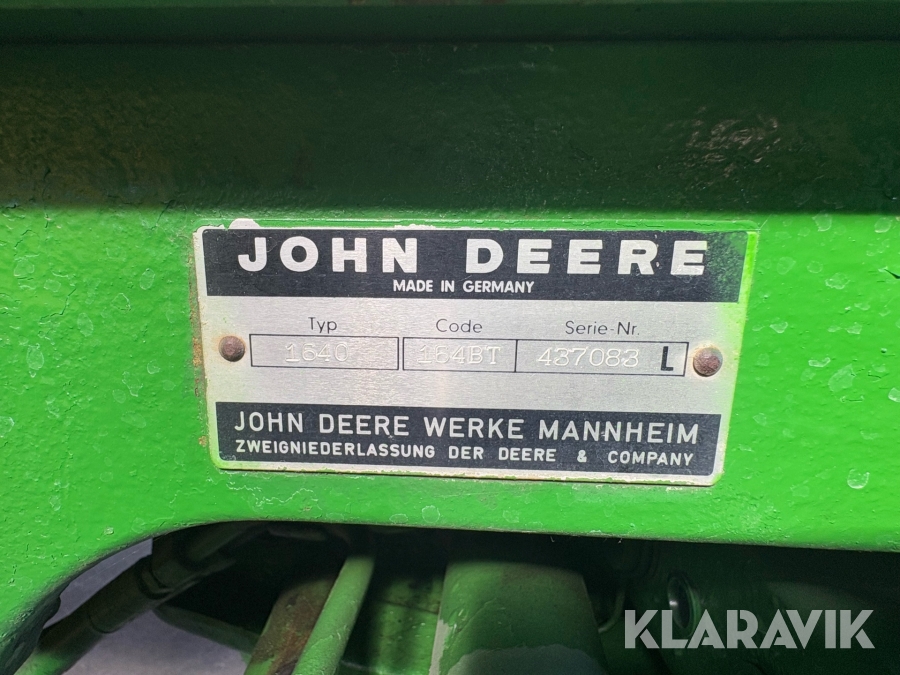 JOHN DEERE
MADE IN GERMANY
Typ Code Serie-Nr.
1640 164BT 437083 L
JOHN DEERE WERKE MANNHEIM
ZWEIGNIEDERLASSUNG DER DEERE & COMPANY
KLARAVIK